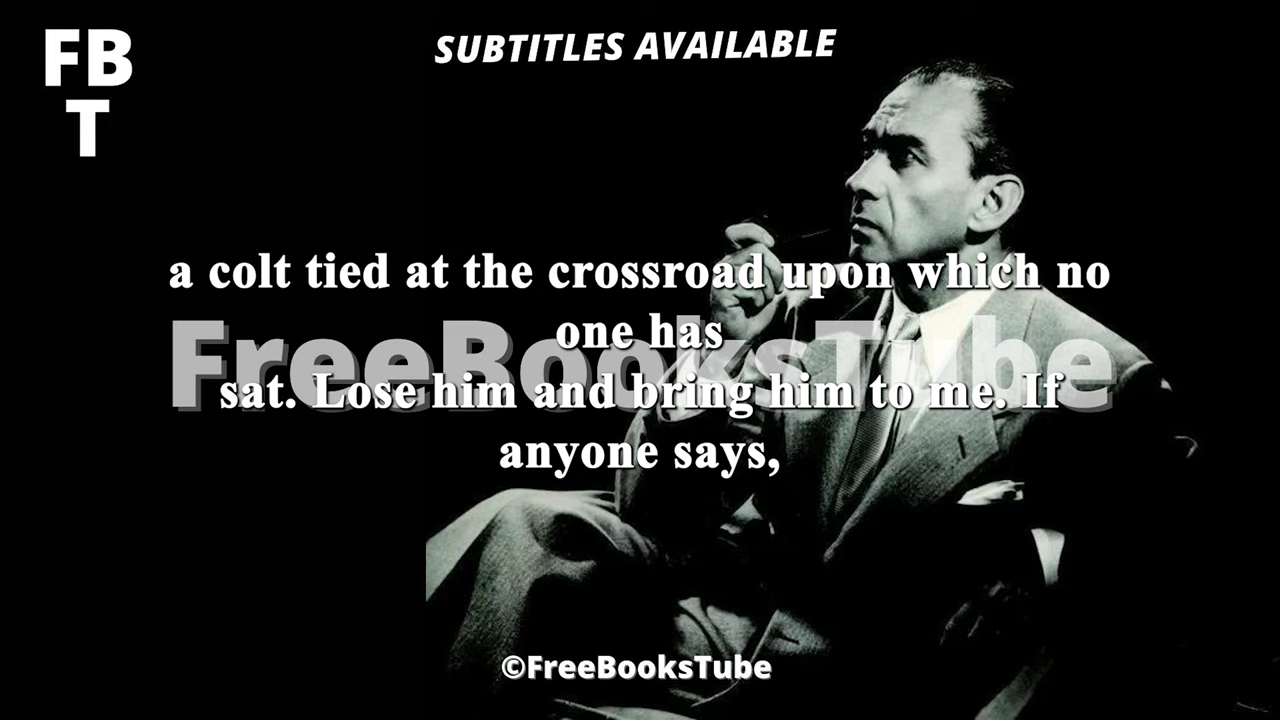 FB
T
SUBTITLES AVAILABLE
a colt tied at the crossroad upon which no
one has
FreeBooksTube
sat. Lose him and bring him to me. If
anyone says,
©FreeBooksTube